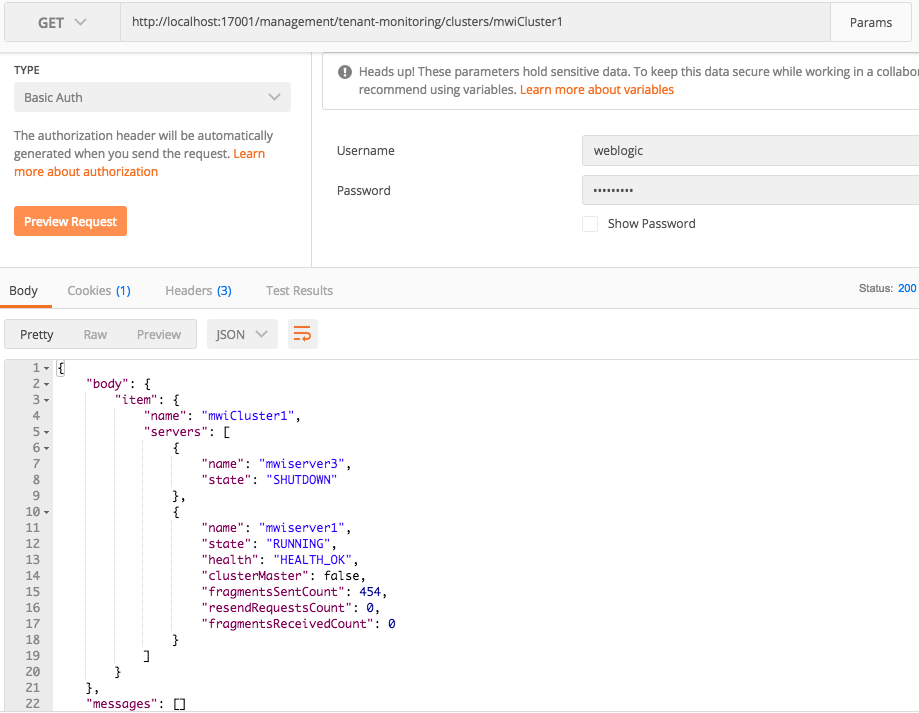 GET http://localhost:17001/management/tenant-monitoring/clusters/mwiCluster1 Params
TYPE
Basic Auth
The authorization header will be automatically
generated when you send the request. Learn
more about authorization
Preview Request
Heads up! These parameters hold sensitive data. To keep this data secure while working in a collabor
recommend using variables. Learn more about variables
Username weblogic
Password •••••••••
Show Password
Body Cookies (1) Headers (3) Test Results Status: 200
Pretty Raw Preview JSON
1 {
2 "body": {
3 "item": {
4 "name": "mwiCluster1",
5 "servers": [
6 {
7 "name": "mwiserver3",
8 "state": "SHUTDOWN"
9 },
10 {
11 "name": "mwiserver1",
12 "state": "RUNNING",
13 "health": "HEALTH_OK",
14 "clusterMaster": false,
15 "fragmentsSentCount": 454,
16 "resendRequestsCount": 0,
17 "fragmentsReceivedCount": 0
18 }
19 ]
20 }
21 },
22 "messages": []